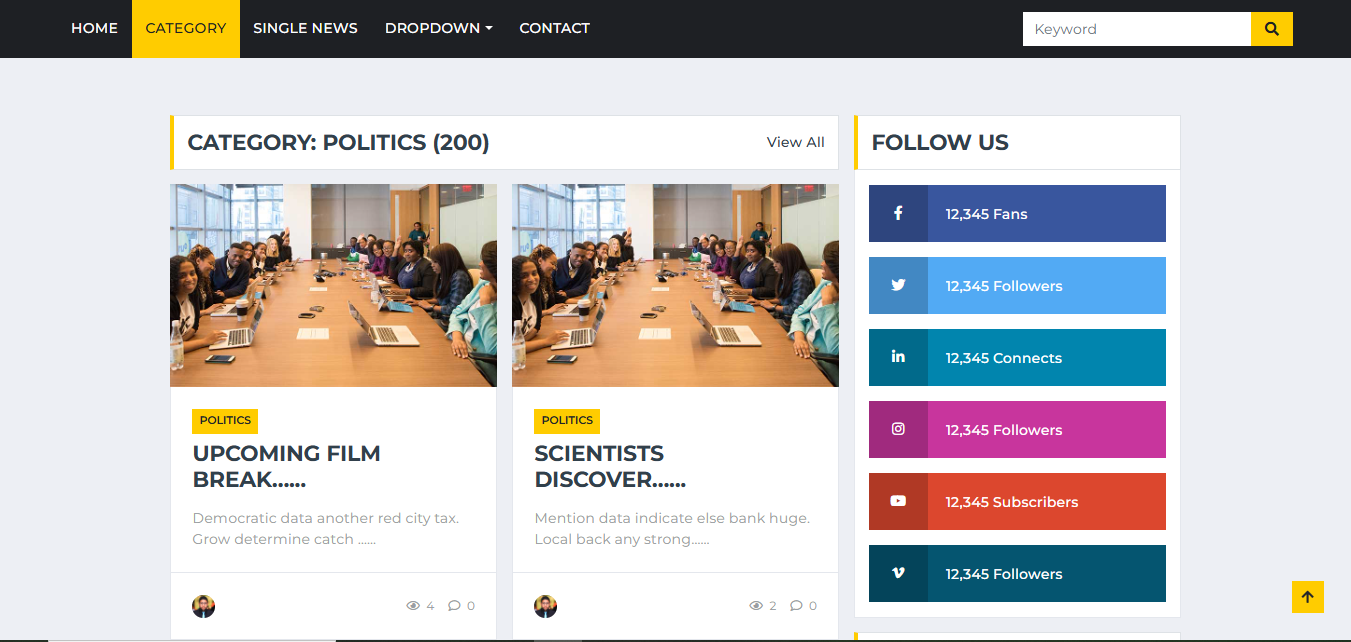 HOME
CATEGORY
SINGLE NEWS
DROPDOWN
CONTACT
Keyword
CATEGORY: POLITICS (200)
View All
POLITICS
UPCOMING FILM
BREAK......
Democratic data another red city tax.
Grow determine catch ......
4
0
POLITICS
SCIENTISTS
DISCOVER......
Mention data indicate else bank huge.
Local back any strong......
2
0
FOLLOW US
12,345 Fans
12,345 Followers
12,345 Connects
12,345 Followers
12,345 Subscribers
12,345 Followers